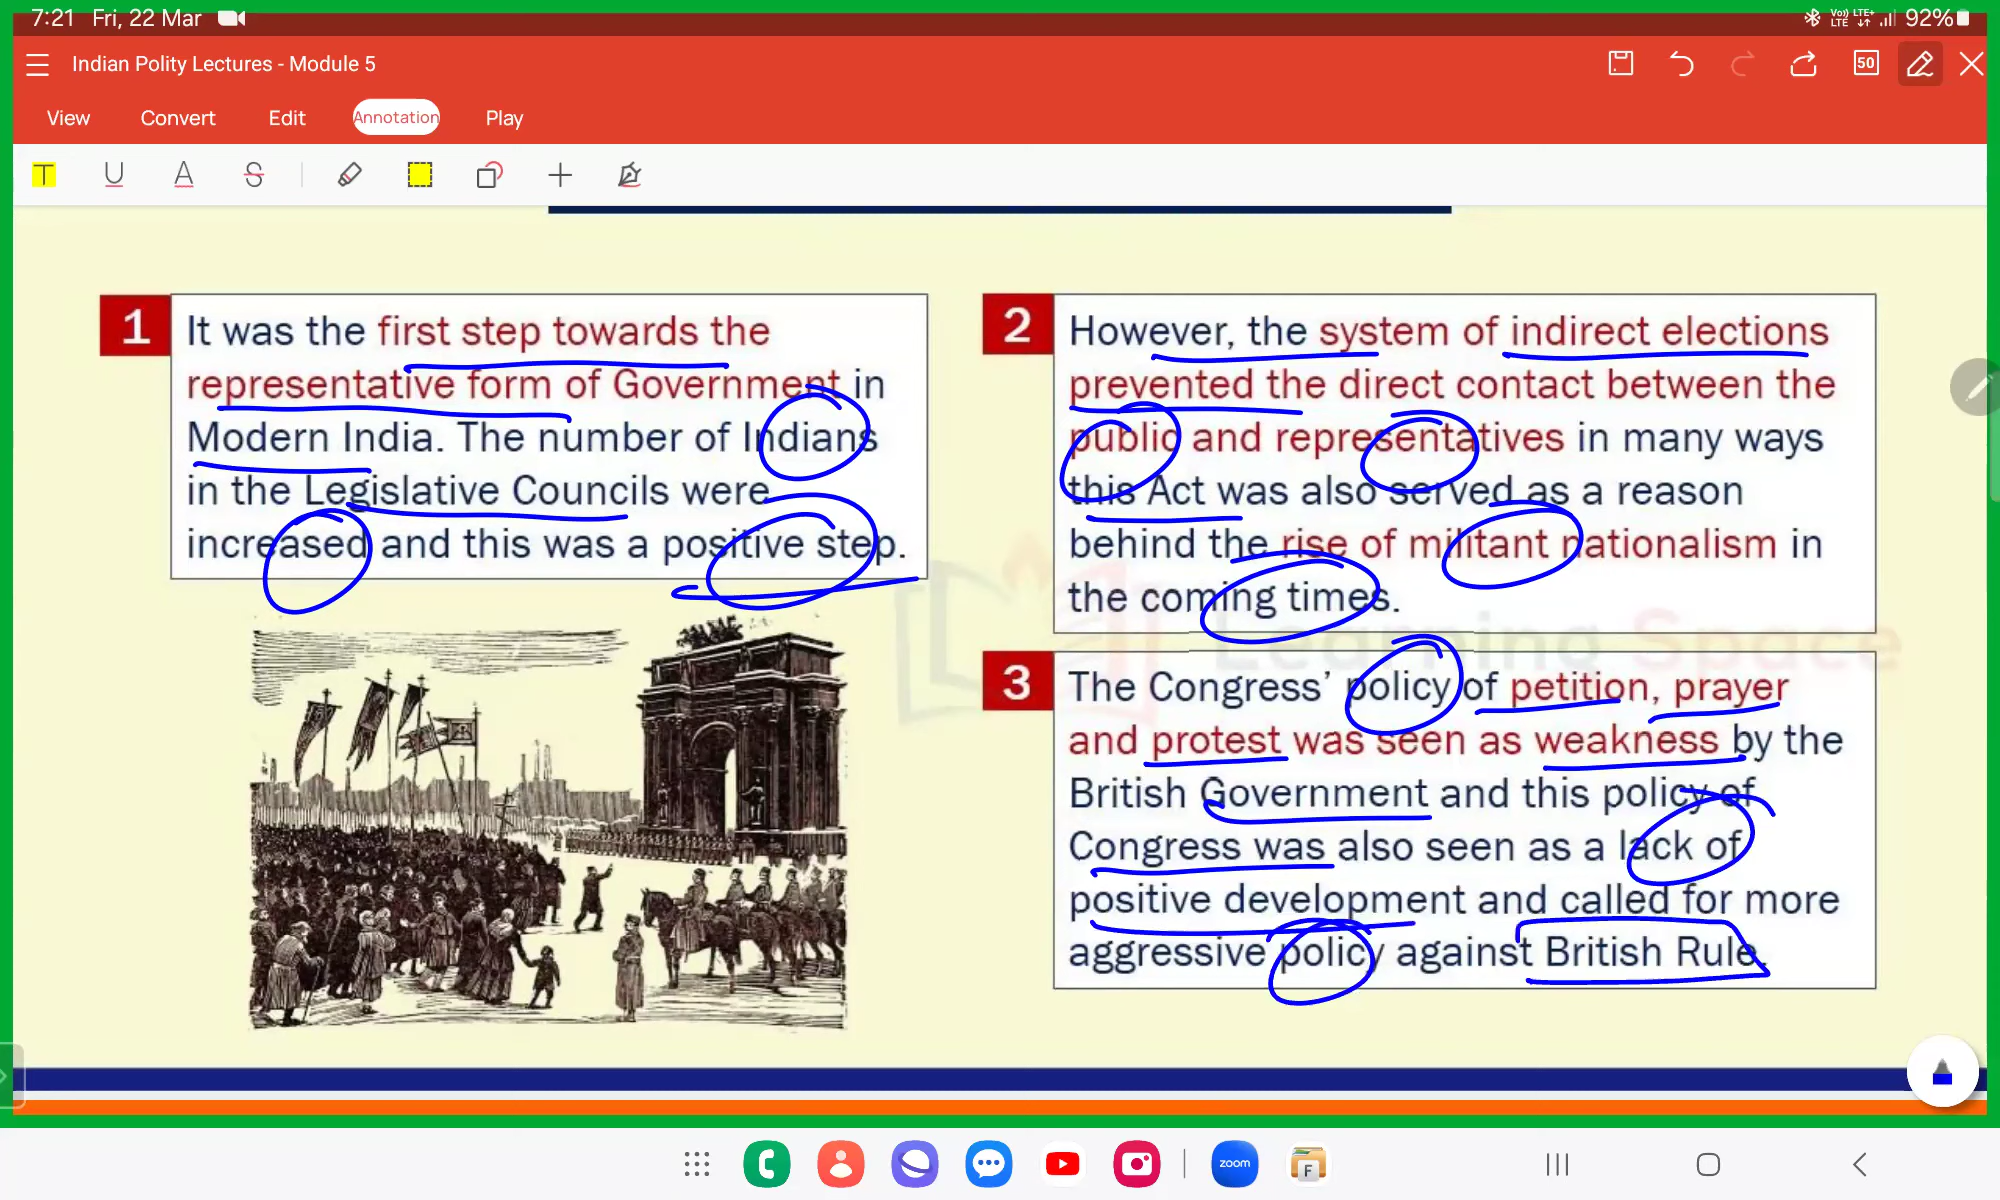 7:21 Fri, 22 Mar
Vo)) LTE LTE+ 92%
Indian Polity Lectures - Module 5
50
View Convert Edit Annotation Play
T U A S
1
It was the first step towards the
representative form of Government in
Modern India. The number of Indians
in the Legislative Councils were
increased and this was a positive step.
2
However, the system of indirect elections
prevented the direct contact between the
public and representatives in many ways
this Act was also served as a reason
behind the rise of militant nationalism in
the coming times.
Learning Space
3
The Congress’ policy of petition, prayer
and protest was seen as weakness by the
British Government and this policy of
Congress was also seen as a lack of
positive development and called for more
aggressive policy against British Rule.
zoom
F